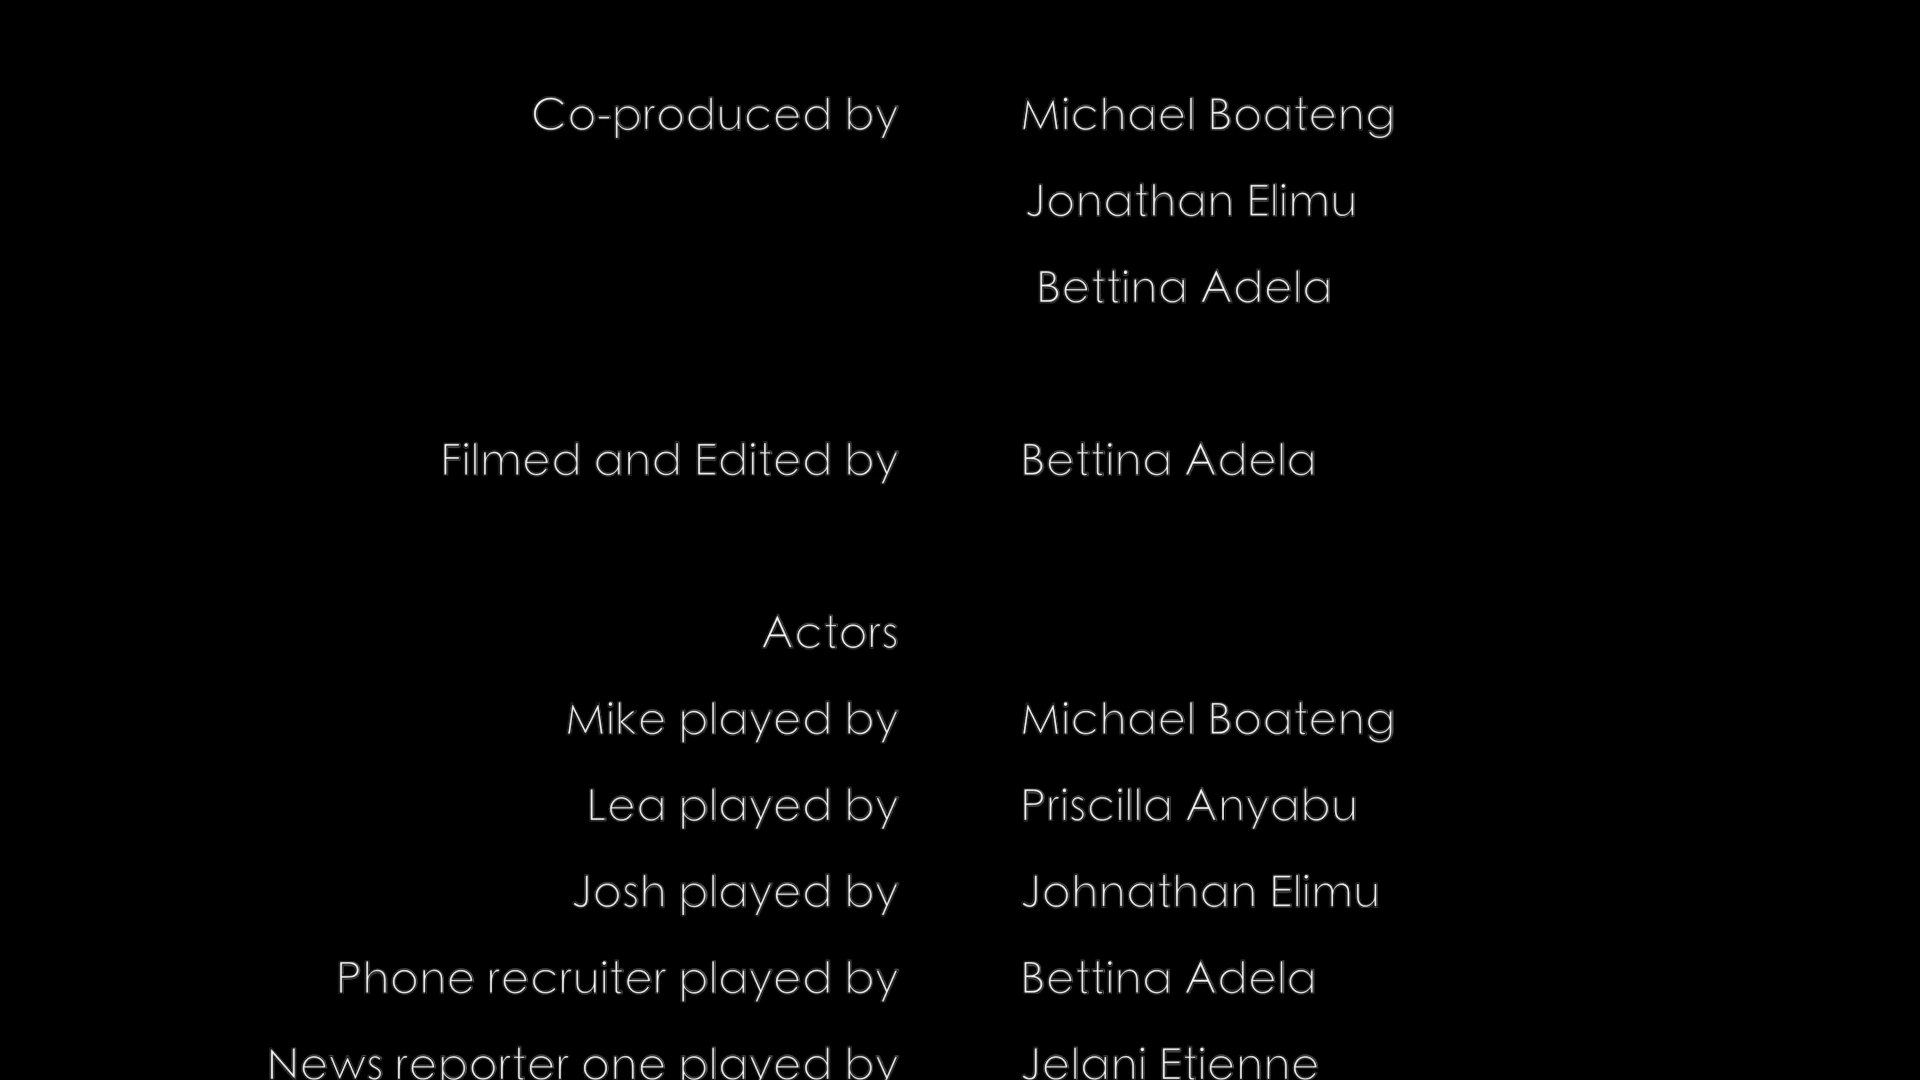 Co-produced by Michael Boateng
Jonathan Elimu
Bettina Adela
Filmed and Edited by Bettina Adela
Actors
Mike played by Michael Boateng
Lea played by Priscilla Anyabu
Josh played by Johnathan Elimu
Phone recruiter played by Bettina Adela
News reporter one played by Jelani Etienne